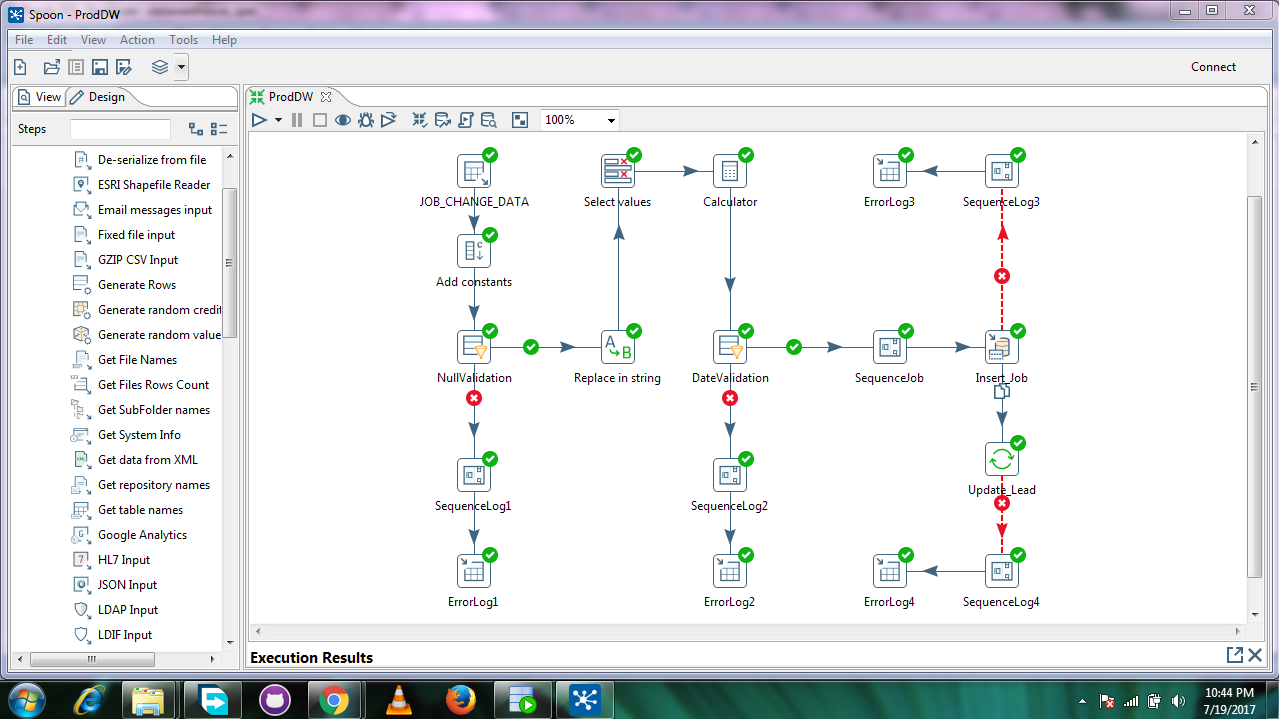 Spoon - ProdDW
File Edit View Action Tools Help
Connect
View Design
ProdDW
Steps
100%
De-serialize from file
ESRI Shapefile Reader
Email messages input
Fixed file input
GZIP CSV Input
Generate Rows
Generate random credit
Generate random value
Get File Names
Get Files Rows Count
Get SubFolder names
Get System Info
Get data from XML
Get repository names
Get table names
Google Analytics
HL7 Input
JSON Input
LDAP Input
LDIF Input
JOB_CHANGE_DATA
Select values
Calculator
ErrorLog3
SequenceLog3
Add constants
NullValidation
Replace in string
DateValidation
SequenceJob
Insert_Job
Update_Lead
SequenceLog1
SequenceLog2
ErrorLog1
ErrorLog2
ErrorLog4
SequenceLog4
Execution Results
10:44 PM
7/19/2017